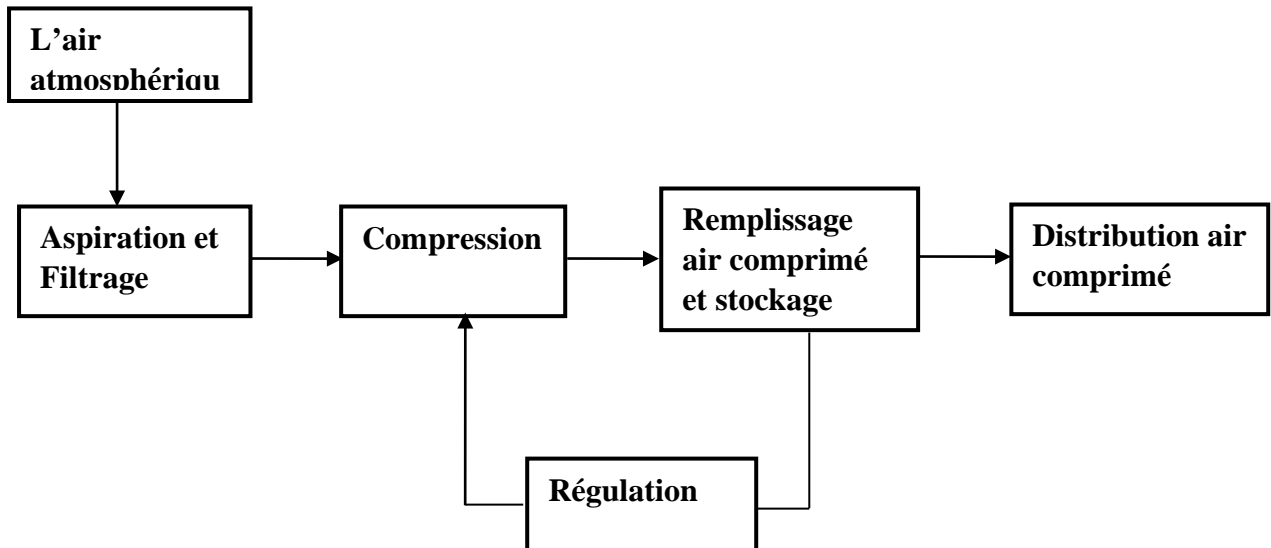 L’air
atmosphériqu
Aspiration et
Filtrage
Compression
Remplissage
air comprimé
et stockage
Distribution air
comprimé
Régulation